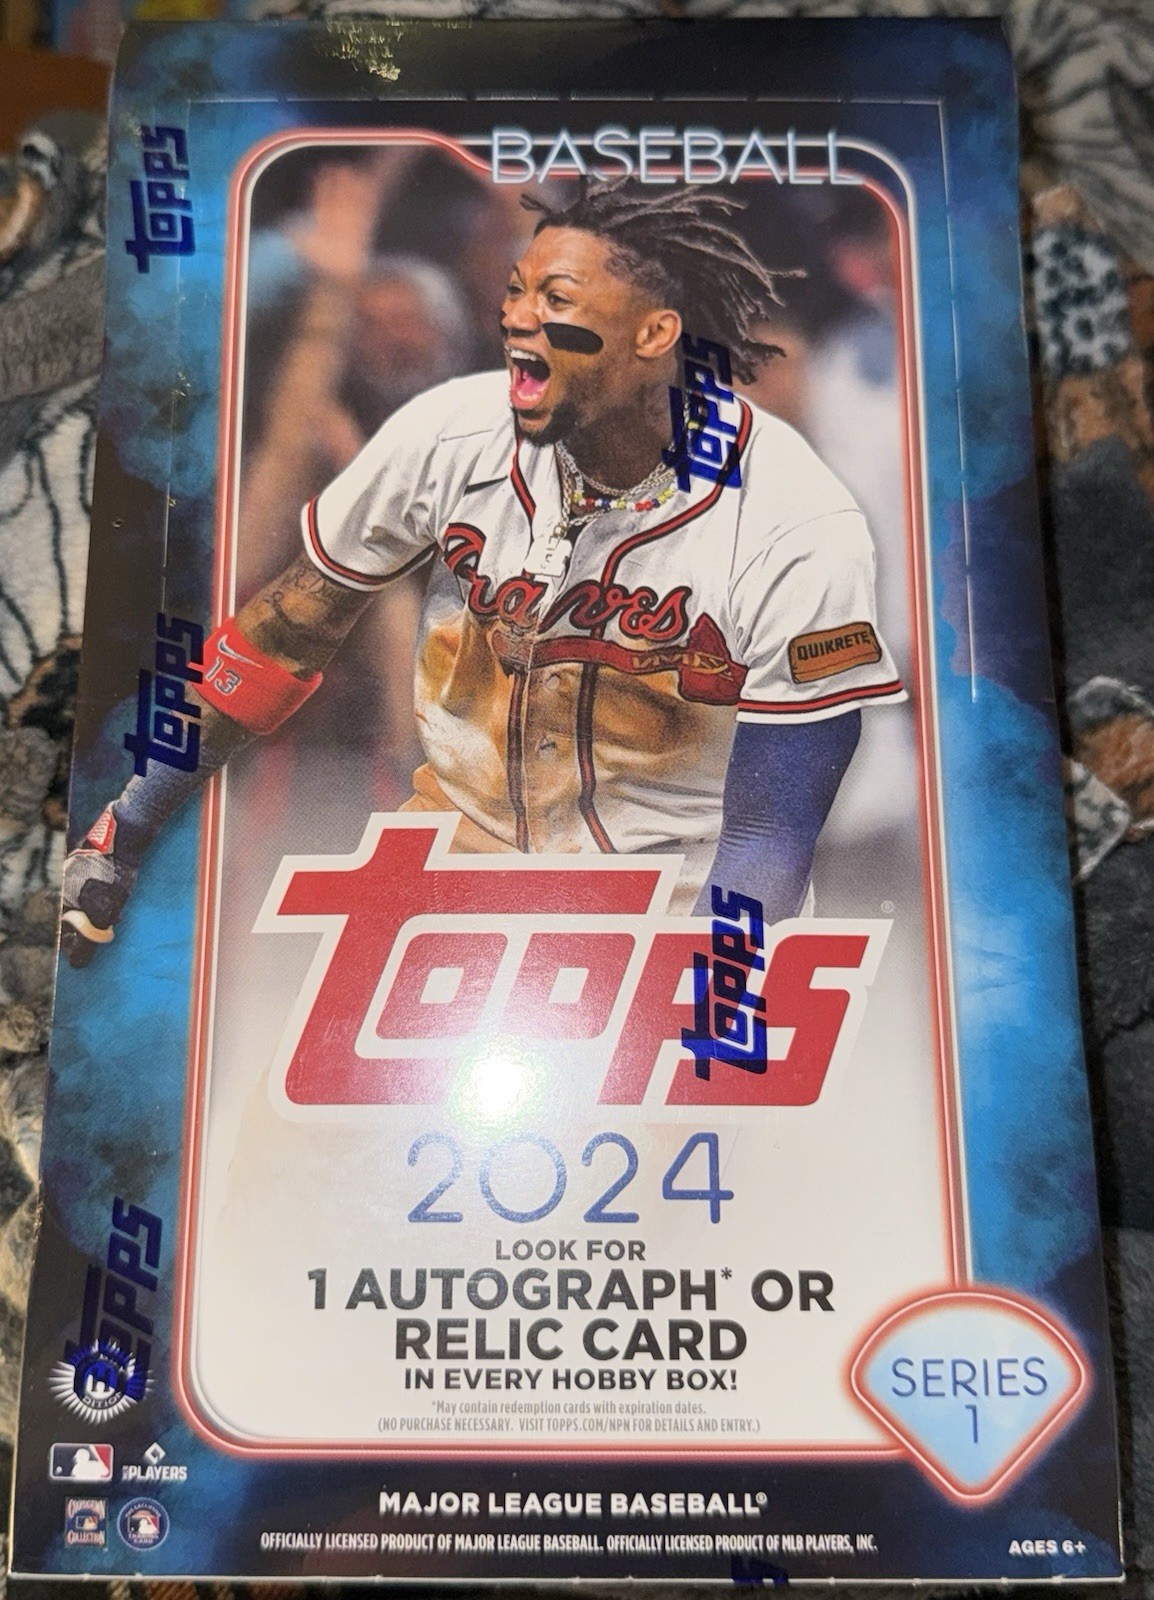 BASEBALL
topps
topps
Braves
QUIKRETE
13
topps
topps®
topps
2024
LOOK FOR
1 AUTOGRAPH* OR
RELIC CARD
IN EVERY HOBBY BOX!
*May contain redemption cards with expiration dates.
(NO PURCHASE NECESSARY. VISIT TOPPS.COM/NPN FOR DETAILS AND ENTRY.)
topps
H
SERIES
1
PLAYERS
COOPERSTOWN
COLLECTION
MAJOR LEAGUE BASEBALL®
OFFICIALLY LICENSED PRODUCT OF MAJOR LEAGUE BASEBALL. OFFICIALLY LICENSED PRODUCT OF MLB PLAYERS, INC.
AGES 6+